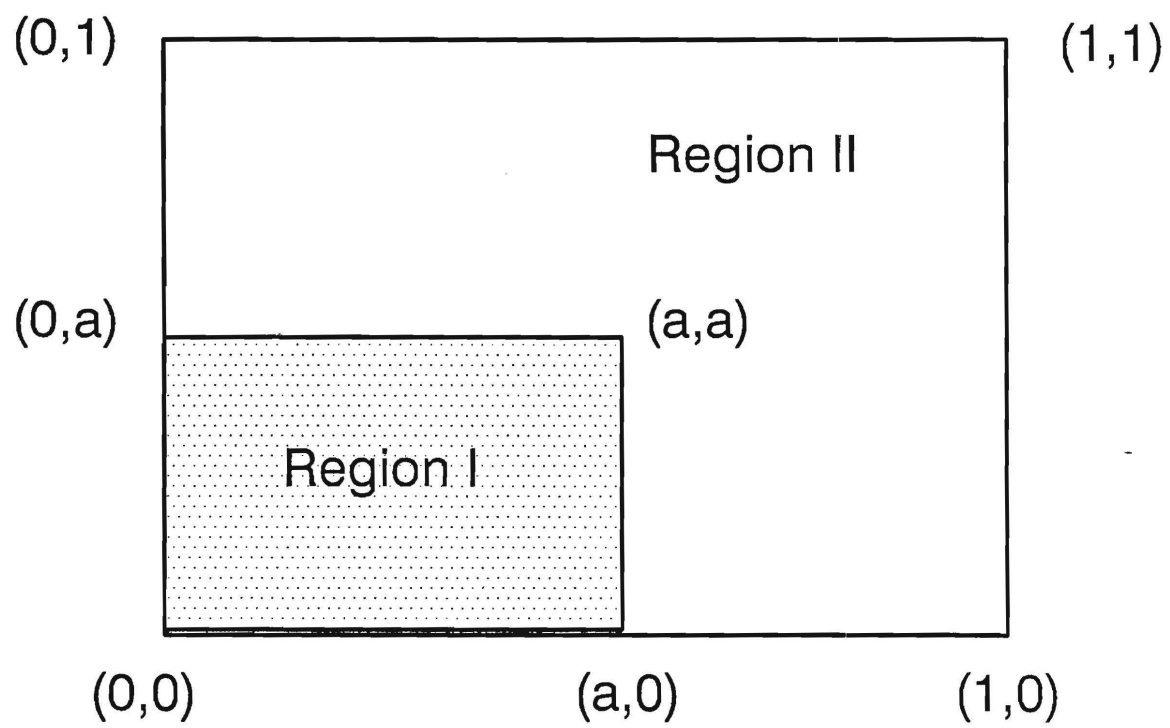 (0,1) (1,1)
Region II
(0,a) (a,a)
Region I
(0,0) (a,0) (1,0)